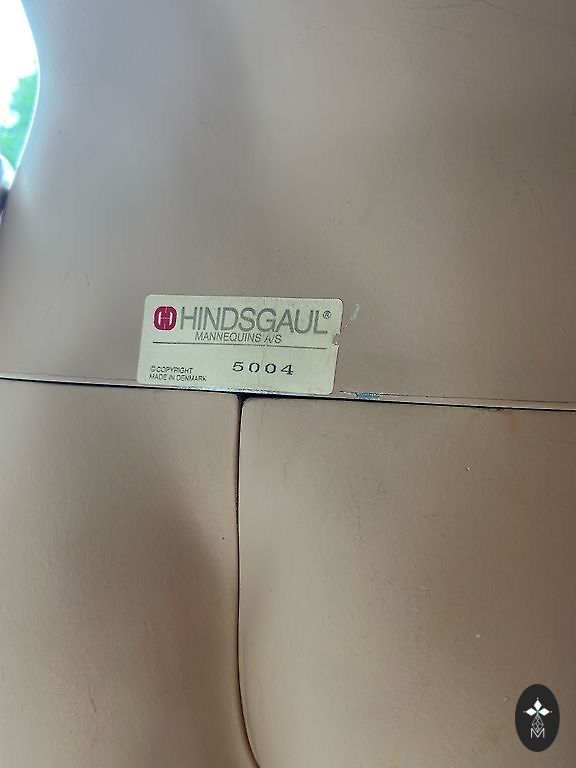 H HINDSGAUL®
MANNEQUINS A/S
©COPYRIGHT
MADE IN DENMARK
5004
M